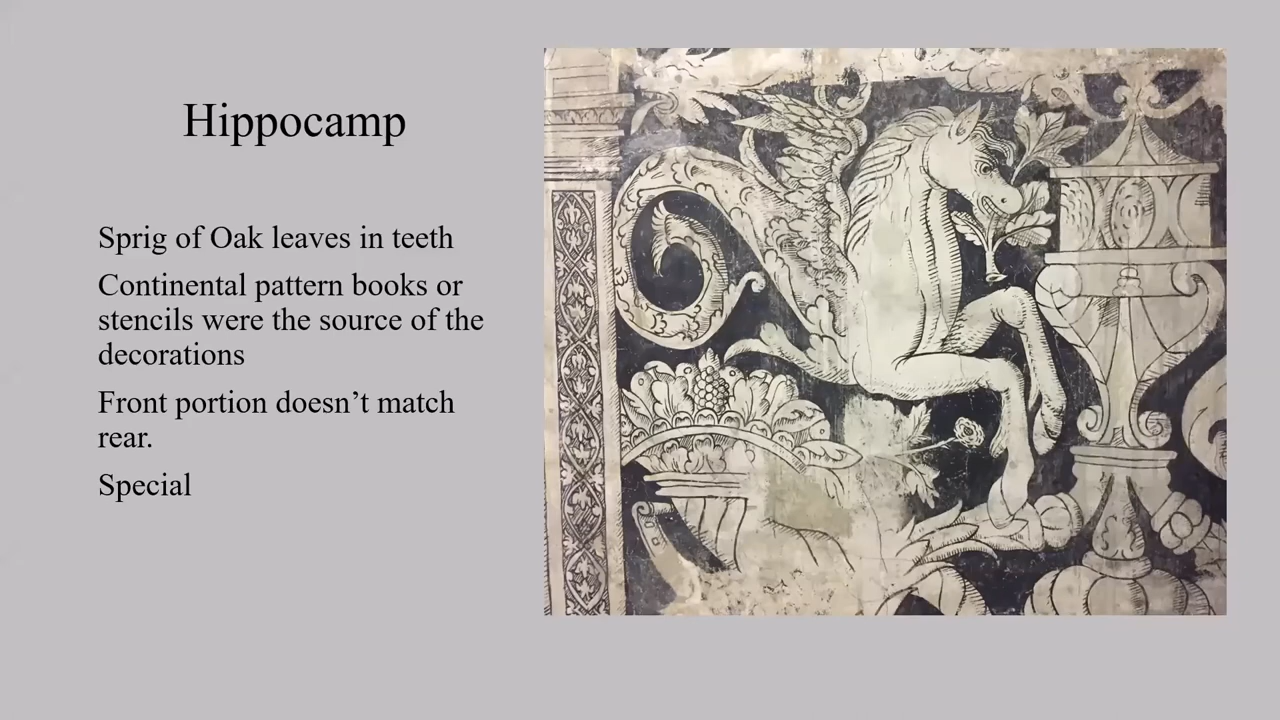 Hippocamp
Sprig of Oak leaves in teeth
Continental pattern books or
stencils were the source of the
decorations
Front portion doesn’t match
rear.
Special